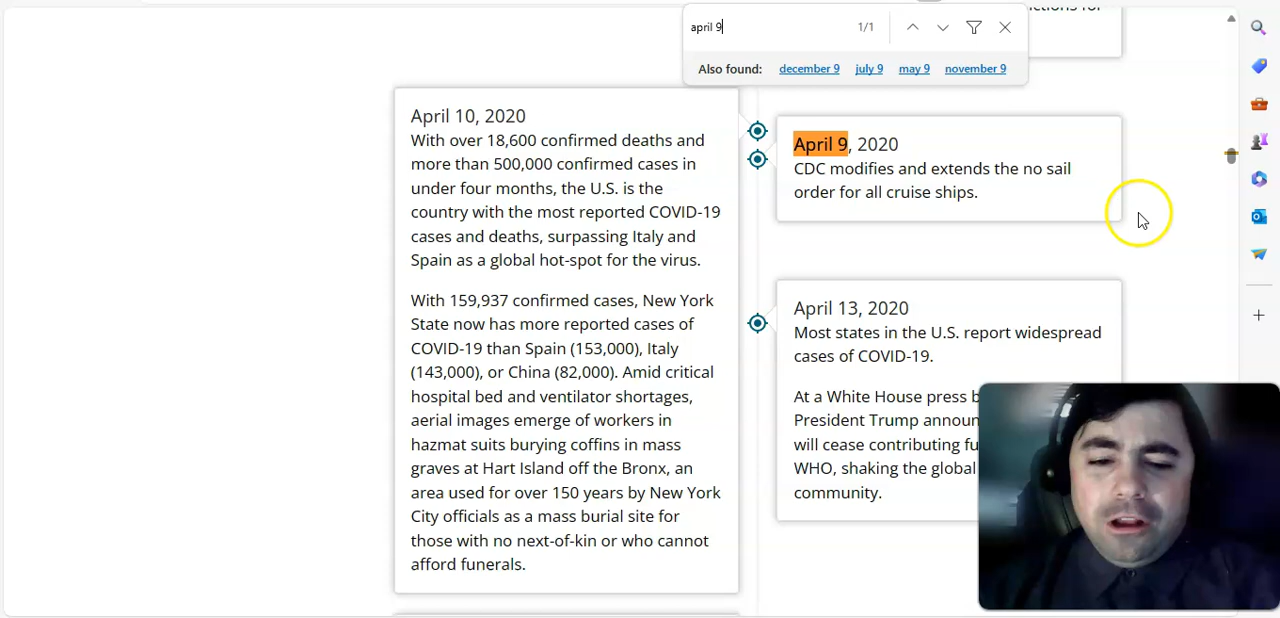 ctions for
april 9
1/1
Also found: december 9 july 9 may 9 november 9
April 10, 2020
With over 18,600 confirmed deaths and
more than 500,000 confirmed cases in
under four months, the U.S. is the
country with the most reported COVID-19
cases and deaths, surpassing Italy and
Spain as a global hot-spot for the virus.
With 159,937 confirmed cases, New York
State now has more reported cases of
COVID-19 than Spain (153,000), Italy
(143,000), or China (82,000). Amid critical
hospital bed and ventilator shortages,
aerial images emerge of workers in
hazmat suits burying coffins in mass
graves at Hart Island off the Bronx, an
area used for over 150 years by New York
City officials as a mass burial site for
those with no next-of-kin or who cannot
afford funerals.
April 9, 2020
CDC modifies and extends the no sail
order for all cruise ships.
April 13, 2020
Most states in the U.S. report widespread
cases of COVID-19.
At a White House press b
President Trump announ
will cease contributing fu
WHO, shaking the global
community.